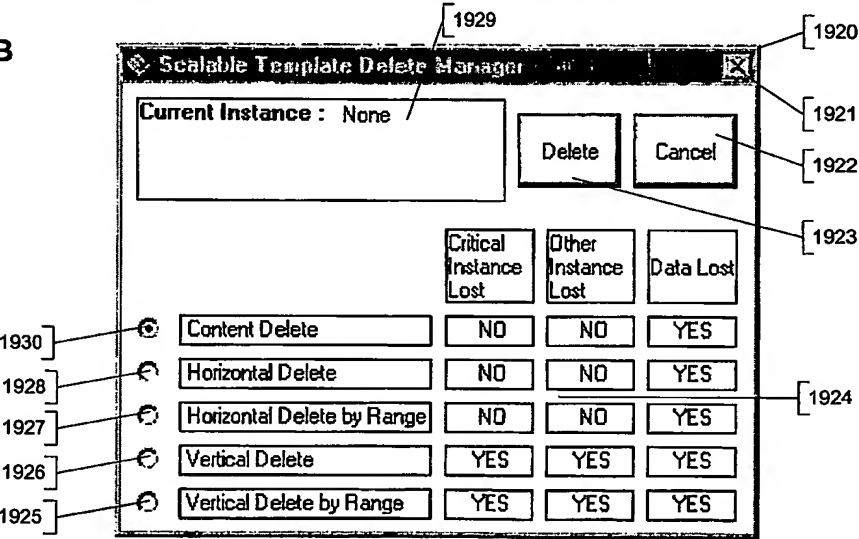 1929
1920
B
Scalable Template Delete Manager
1921
Current Instance : None
Delete
Cancel
1922
1923
Critical Instance Lost
Other Instance Lost
Data Lost
1930
Content Delete NO NO YES
1928
Horizontal Delete NO NO YES
1924
1927
Horizontal Delete by Range NO NO YES
1926
Vertical Delete YES YES YES
1925
Vertical Delete by Range YES YES YES